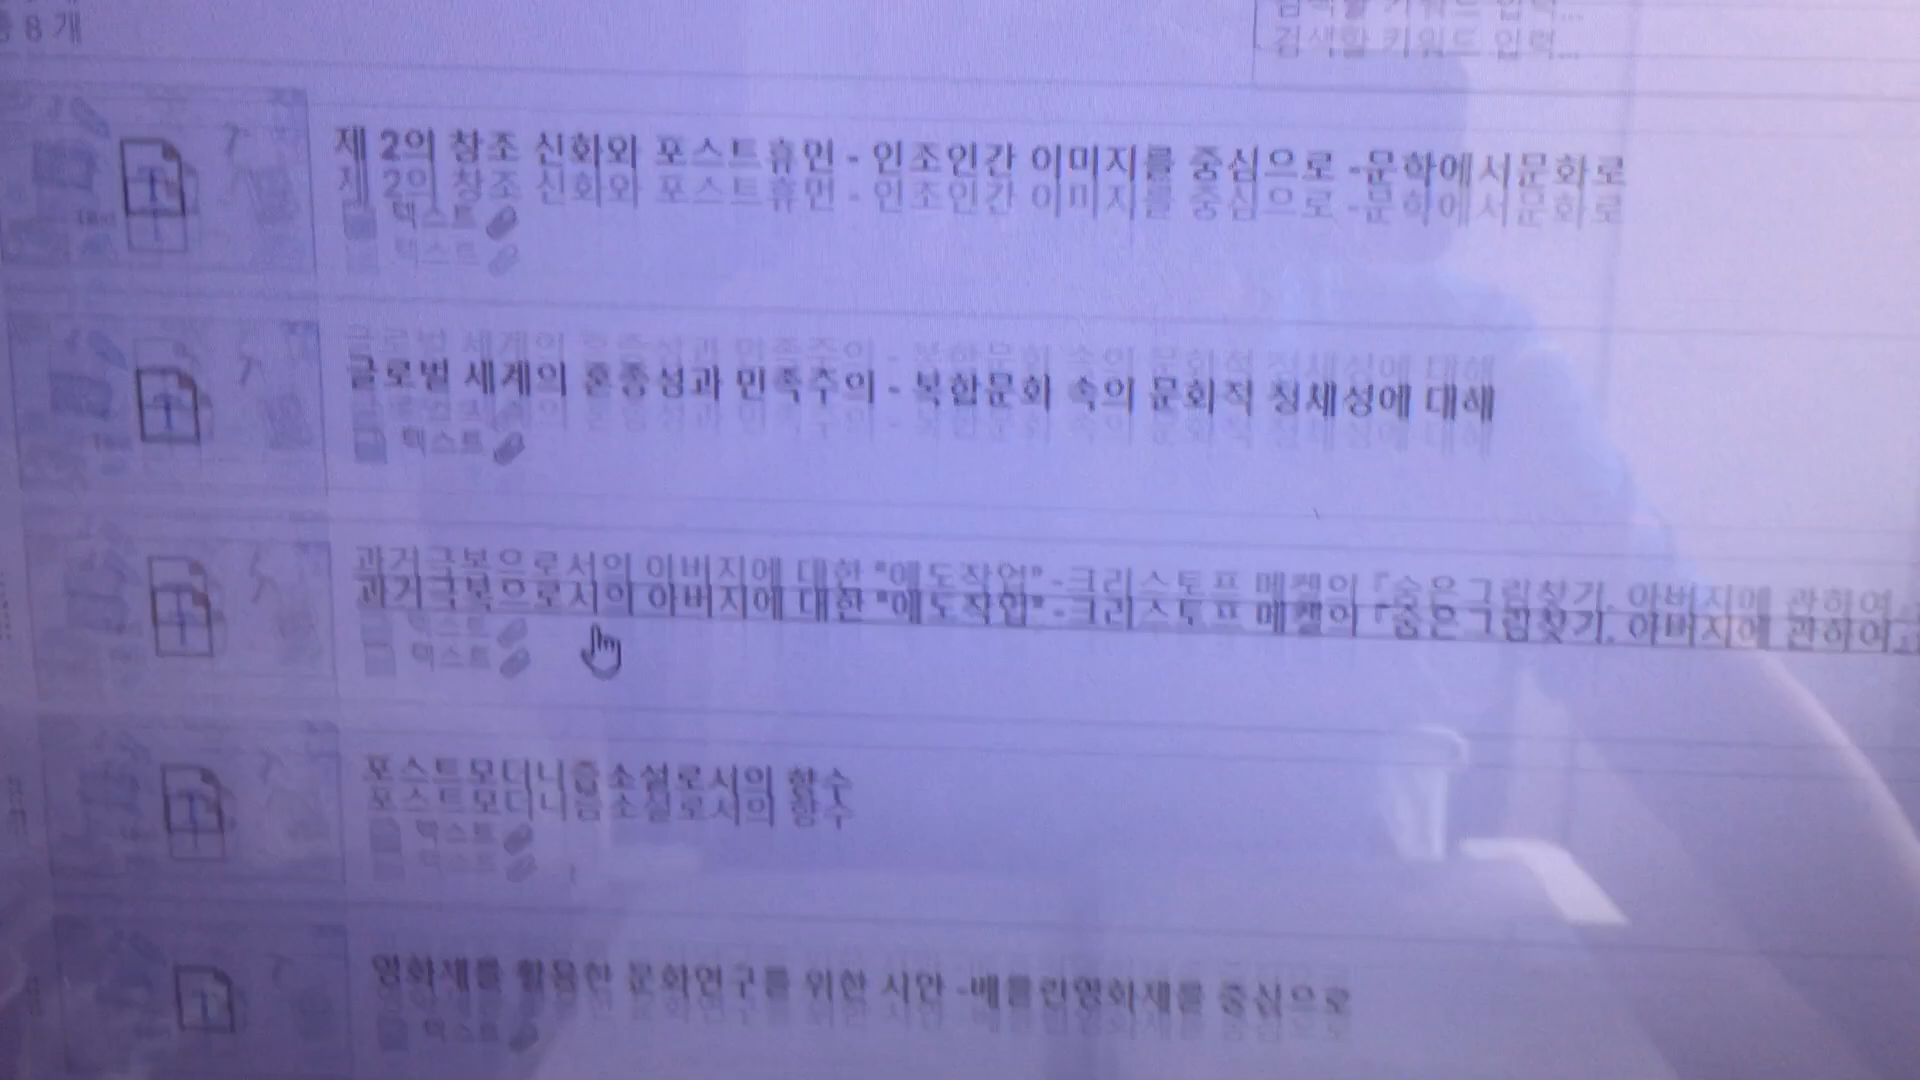 총 8 개
검색할 키워드 입력...
제 2의 창조 신화와 포스트휴먼 - 인조인간 이미지를 중심으로 -문학에서문화로
텍스트
글로벌 세계의 혼종성과 민족주의 - 복합문화 속의 문화적 정체성에 대해
텍스트
과거극복으로서의 아버지에 대한 "애도작업" -크리스토프 메켈의 『숨은그림찾기. 아버지에 관하여』
텍스트
포스트모더니즘소설로서의 향수
텍스트
영화제를 활용한 문화연구를 위한 시안 -베를린영화제를 중심으로
텍스트